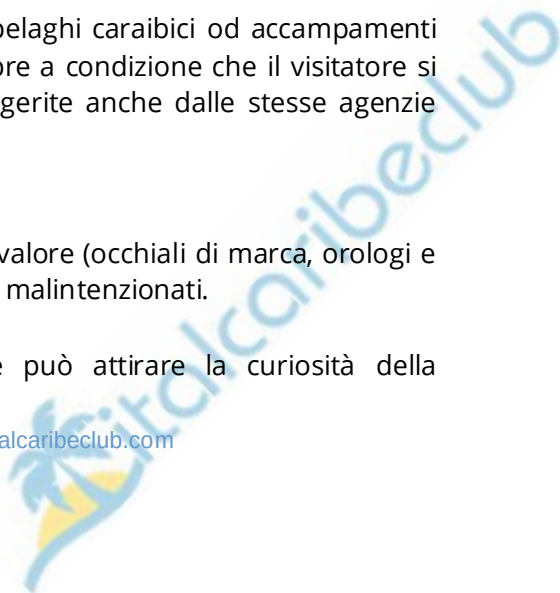 pelaghi caraibici od accampamenti
pre a condizione che il visitatore si
gerite anche dalle stesse agenzie
valore (occhiali di marca, orologi e
malintenzionati.
e può attirare la curiosità della
alcaribeclub.com
italcaribeclub